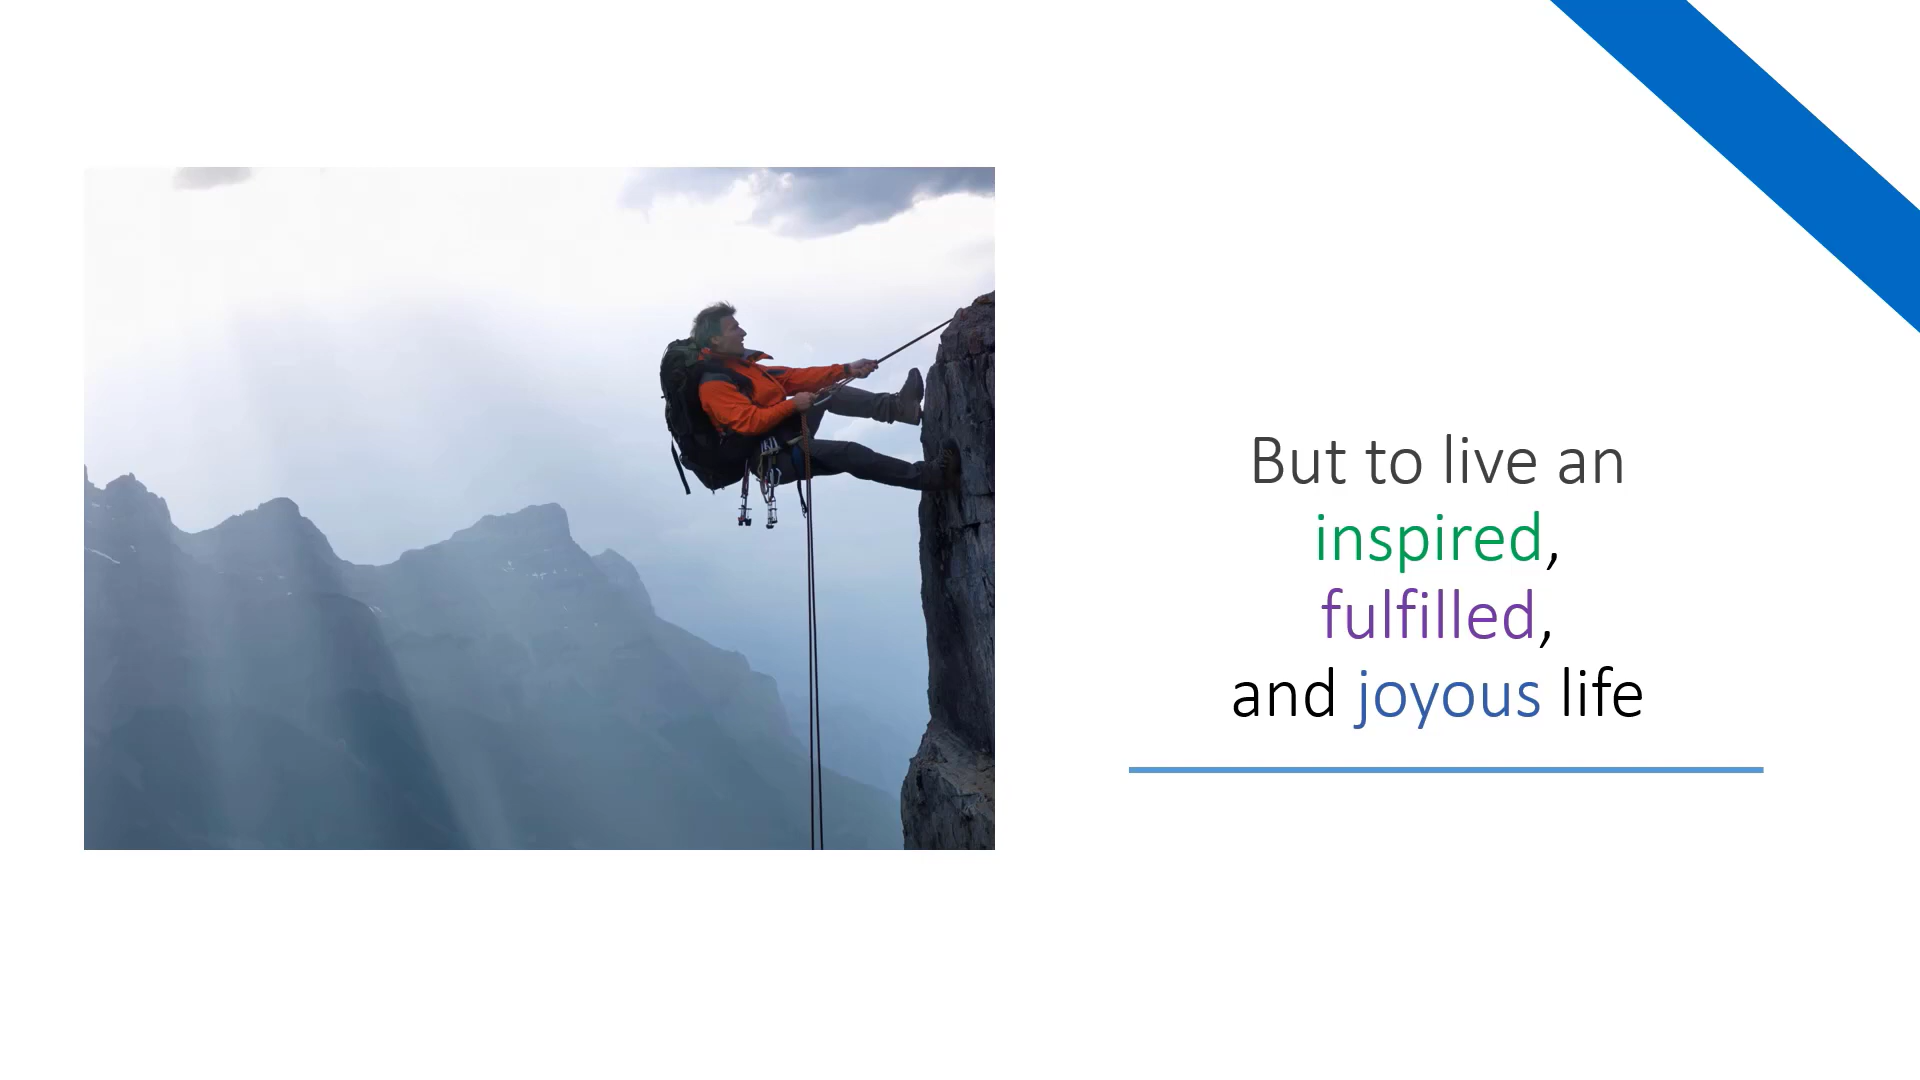 But to live an
inspired,
fulfilled,
and joyous life